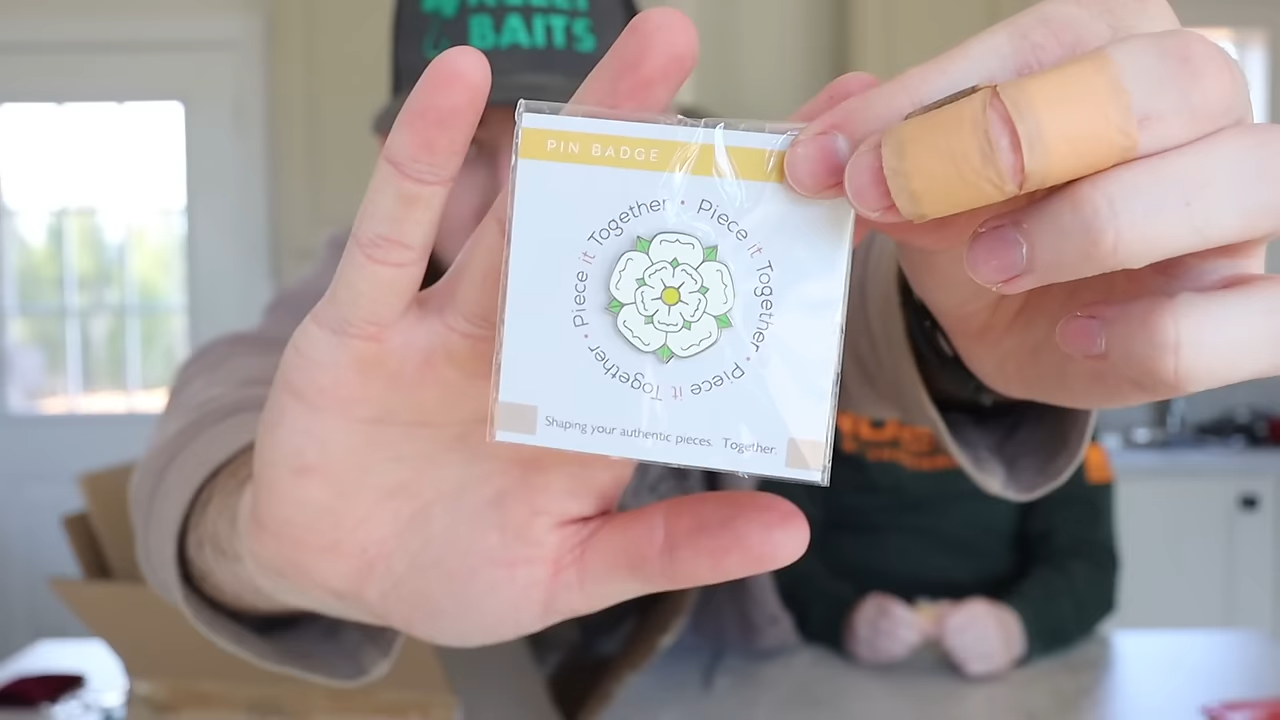 BAITS
PIN BADGE
Piece it Together • Piece it Together • Piece it Together •
Shaping your authentic pieces. Together.